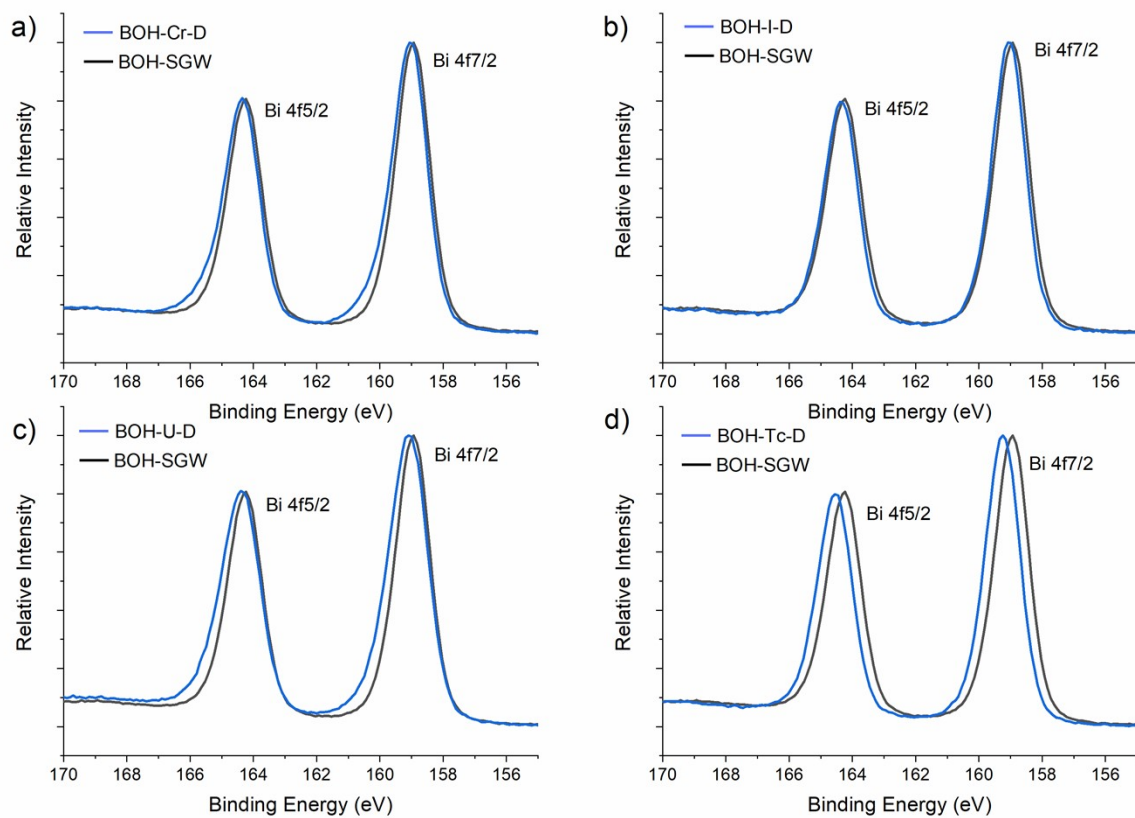 a)
BOH-Cr-D
BOH-SGW
Bi 4f5/2
Bi 4f7/2
Relative Intensity
170 168 166 164 162 160 158 156
Binding Energy (eV)
b)
BOH-I-D
BOH-SGW
Bi 4f5/2
Bi 4f7/2
Relative Intensity
170 168 166 164 162 160 158 156
Binding Energy (eV)
c)
BOH-U-D
BOH-SGW
Bi 4f5/2
Bi 4f7/2
Relative Intensity
170 168 166 164 162 160 158 156
Binding Energy (eV)
d)
BOH-Tc-D
BOH-SGW
Bi 4f5/2
Bi 4f7/2
Relative Intensity
170 168 166 164 162 160 158 156
Binding Energy (eV)